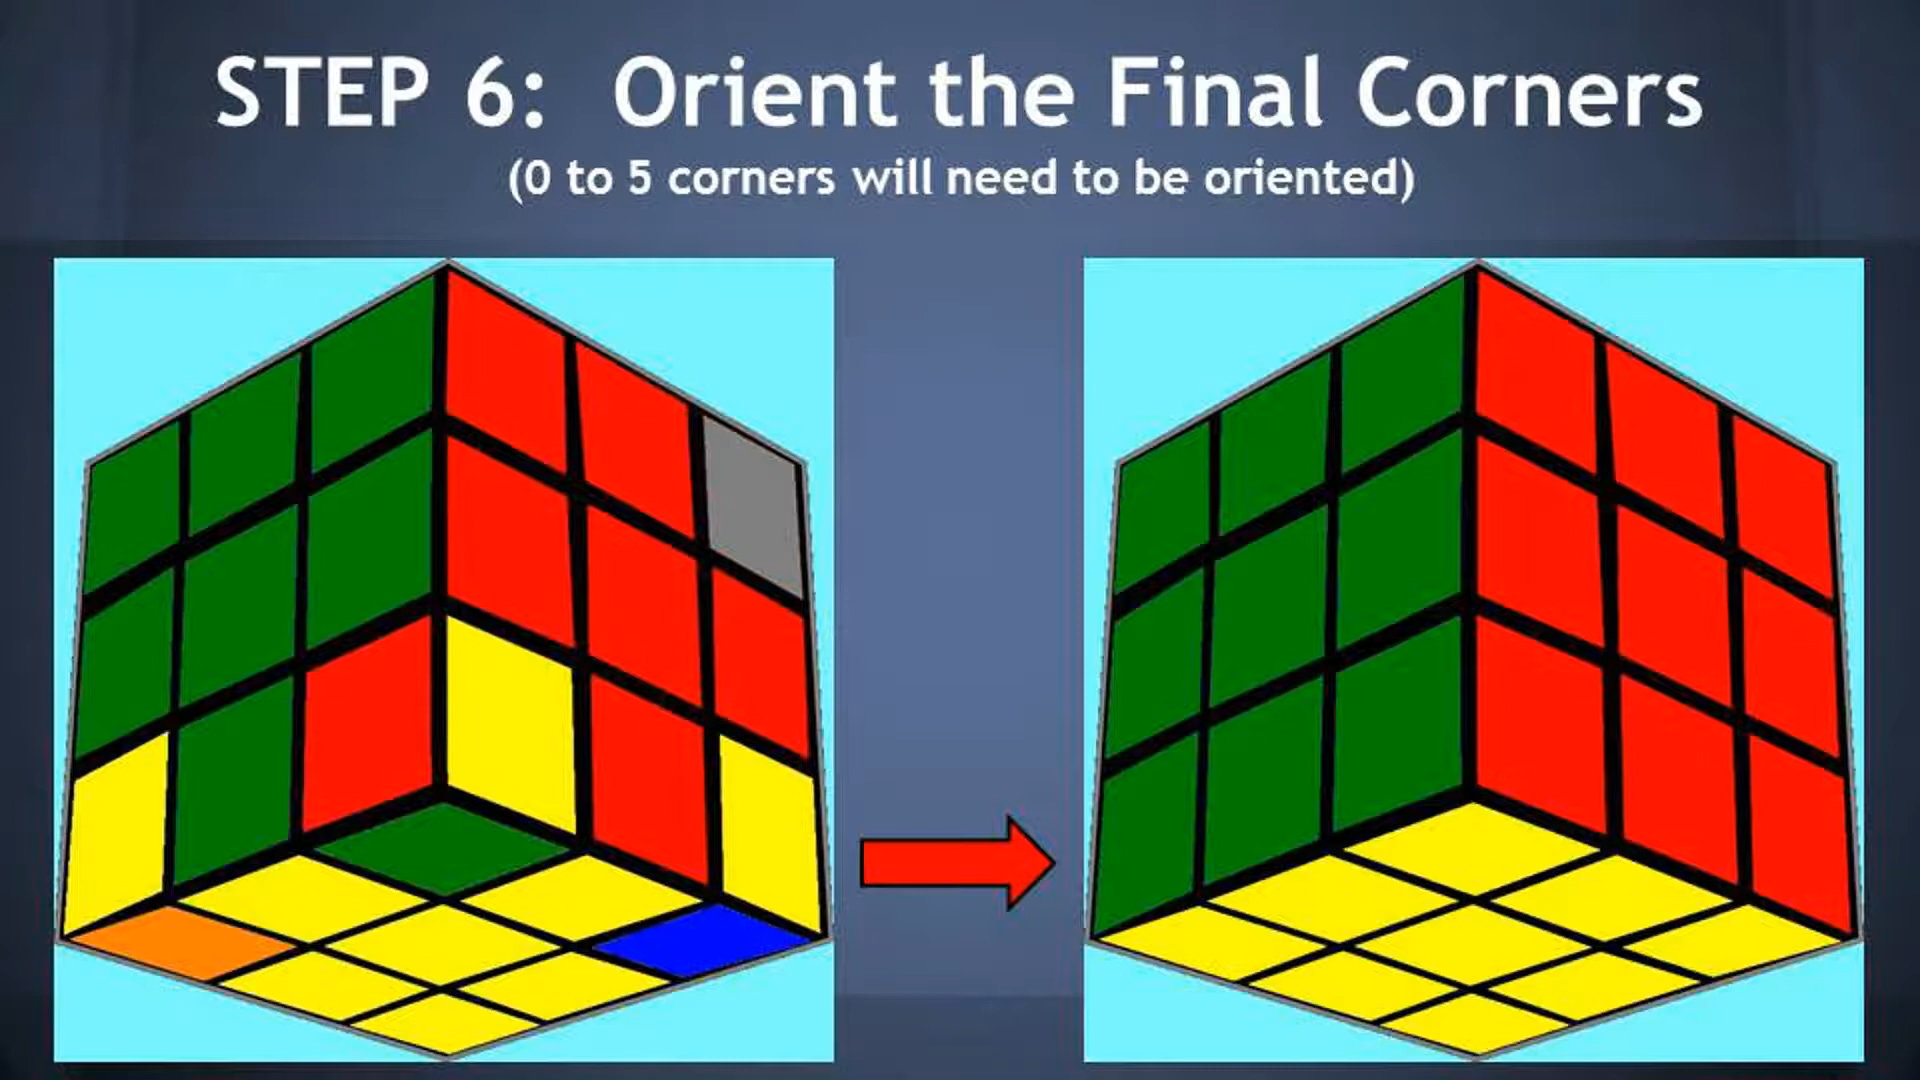 STEP 6: Orient the Final Corners
(0 to 5 corners will need to be oriented)